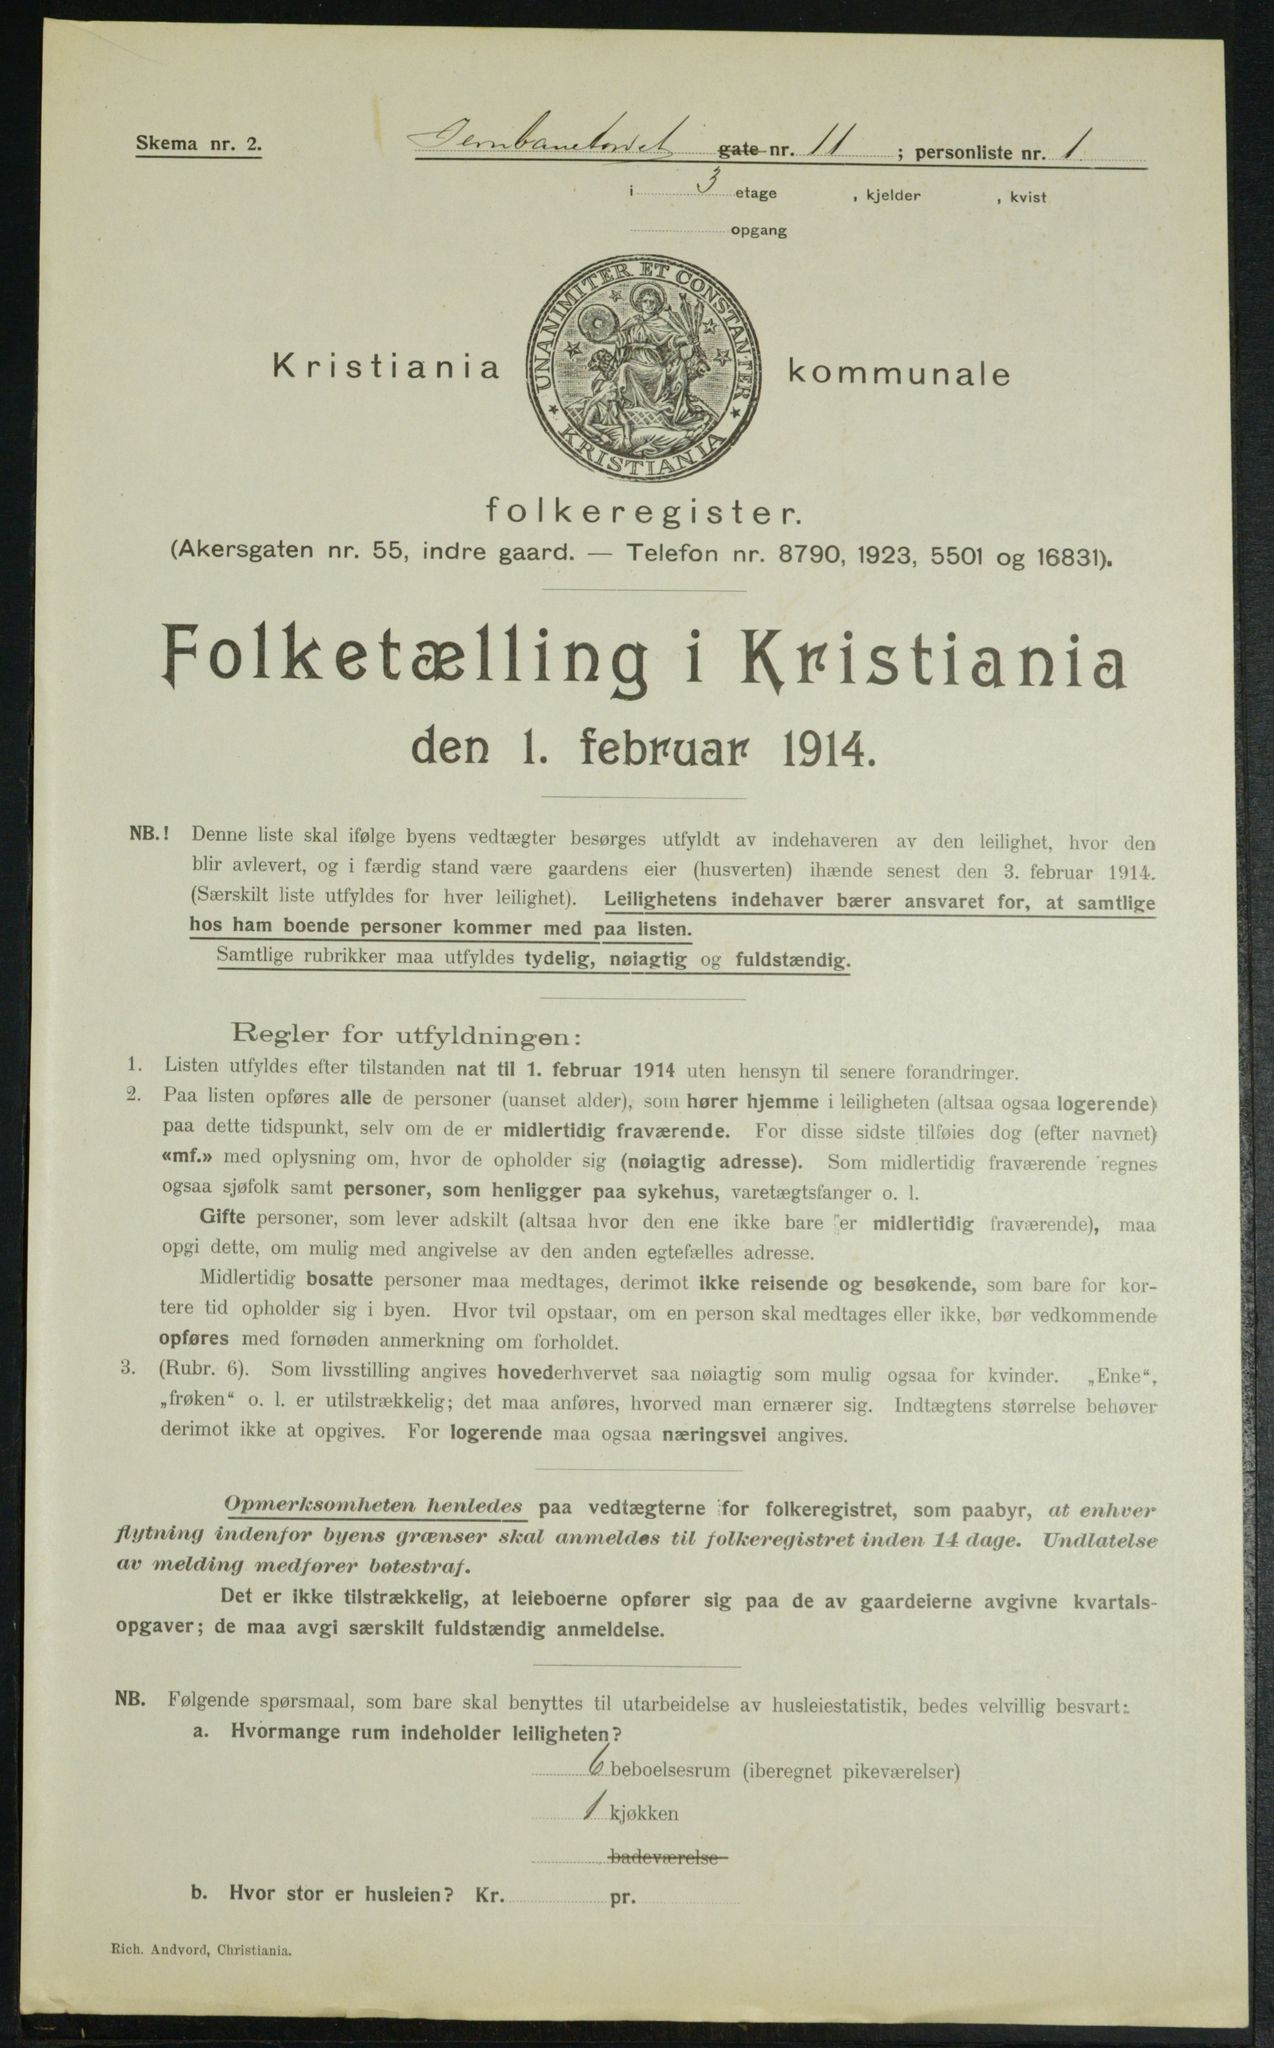 Skema nr. 2.
Jernbanetorvet gate nr. 11 ; personliste nr. 1
i 3 etage , kjelder , kvist
opgang
UNANIMITER ET CONSTANTER
KRISTIANIA
Kristiania kommunale
folkeregister.
(Akersgaten nr. 55, indre gaard. — Telefon nr. 8790, 1923, 5501 og 16831).
Folketælling i Kristiania
den 1. februar 1914.
NB.! Denne liste skal ifølge byens vedtægter besørges utfyldt av indehaveren av den leilighet, hvor den
blir avlevert, og i færdig stand være gaardens eier (husverten) ihænde senest den 3. februar 1914.
(Særskilt liste utfyldes for hver leilighet). Leilighetens indehaver bærer ansvaret for, at samtlige
hos ham boende personer kommer med paa listen.
Samtlige rubrikker maa utfyldes tydelig, nøiagtig og fuldstændig.
Regler for utfyldningen:
1. Listen utfyldes efter tilstanden nat til 1. februar 1914 uten hensyn til senere forandringer.
2. Paa listen opføres alle de personer (uanset alder), som hører hjemme i leiligheten (altsaa ogsaa logerende)
paa dette tidspunkt, selv om de er midlertidig fraværende. For disse sidste tilføies dog (efter navnet)
«mf.» med oplysning om, hvor de opholder sig (nøiagtig adresse). Som midlertidig fraværende regnes
ogsaa sjøfolk samt personer, som henligger paa sykehus, varetægtsfanger o. l.
Gifte personer, som lever adskilt (altsaa hvor den ene ikke bare er midlertidig fraværende), maa
opgi dette, om mulig med angivelse av den anden egtefælles adresse.
Midlertidig bosatte personer maa medtages, derimot ikke reisende og besøkende, som bare for kor-
tere tid opholder sig i byen. Hvor tvil opstaar, om en person skal medtages eller ikke, bør vedkommende
opføres med fornøden anmerkning om forholdet.
3. (Rubr. 6). Som livsstilling angives hovederhvervet saa nøiagtig som mulig ogsaa for kvinder. „Enke“,
„frøken“ o. l. er utilstrækkelig; det maa anføres, hvorved man ernærer sig. Indtægtens størrelse behøver
derimot ikke at opgives. For logerende maa ogsaa næringsvei angives.
Opmerksomheten henledes paa vedtægterne for folkeregistret, som paabyr, at enhver
flytning indenfor byens grænser skal anmeldes til folkeregistret inden 14 dage. Undlatelse
av melding medfører bøtestraf.
Det er ikke tilstrækkelig, at leieboerne opfører sig paa de av gaardeierne avgivne kvartals-
opgaver; de maa avgi særskilt fuldstændig anmeldelse.
NB. Følgende spørsmaal, som bare skal benyttes til utarbeidelse av husleiestatistik, bedes velvillig besvart:
a. Hvormange rum indeholder leiligheten?
6 beboelsesrum (iberegnet pikeværelser)
1 kjøkken
badeværelse
b. Hvor stor er husleien? Kr. pr.
Rich. Andvord, Christiania.